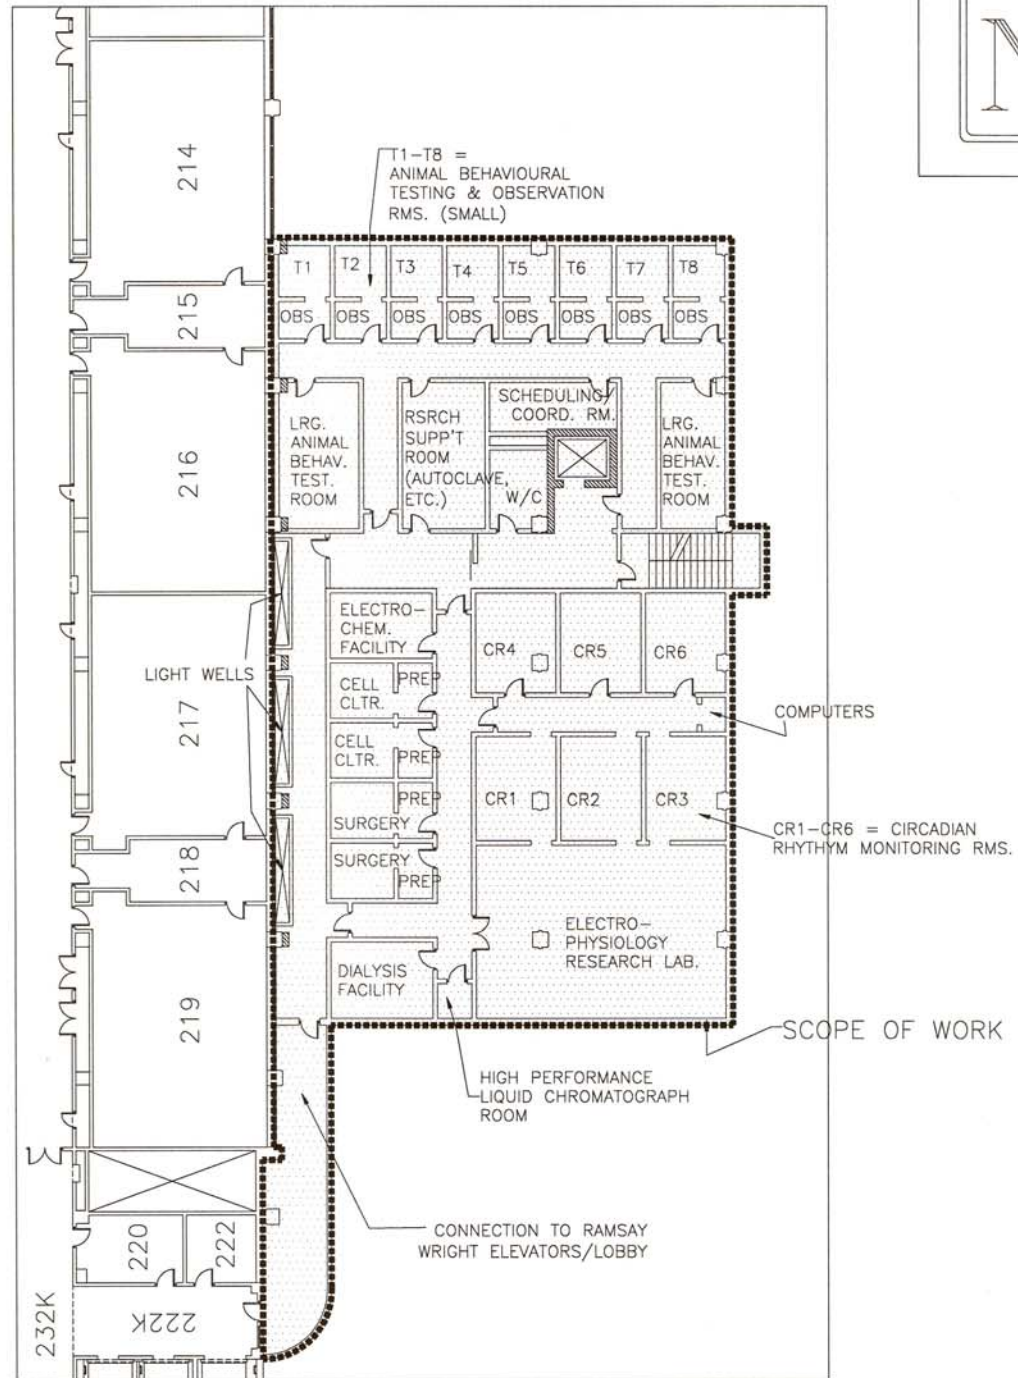 N
214
T1-T8 =
ANIMAL BEHAVIOURAL
TESTING & OBSERVATION
RMS. (SMALL)
T1 T2 T3 T4 T5 T6 T7 T8
OBS OBS OBS OBS OBS OBS OBS OBS
215
216
LRG.
ANIMAL
BEHAV.
TEST.
ROOM
RSRCH
SUPP'T
ROOM
(AUTOCLAVE,
ETC.)
SCHEDULING/
COORD. RM.
W/C
LRG.
ANIMAL
BEHAV.
TEST.
ROOM
LIGHT WELLS
217
ELECTRO-
CHEM.
FACILITY
CELL
CLTR.
PREP
CELL
CLTR.
PREP
PREP
SURGERY
SURGERY
PREP
CR4 CR5 CR6
COMPUTERS
CR1 CR2 CR3
CR1-CR6 = CIRCADIAN
RHYTHYM MONITORING RMS.
218
219
ELECTRO-
PHYSIOLOGY
RESEARCH LAB.
DIALYSIS
FACILITY
SCOPE OF WORK
HIGH PERFORMANCE
LIQUID CHROMATOGRAPH
ROOM
CONNECTION TO RAMSAY
WRIGHT ELEVATORS/LOBBY
220
222
222K
232K